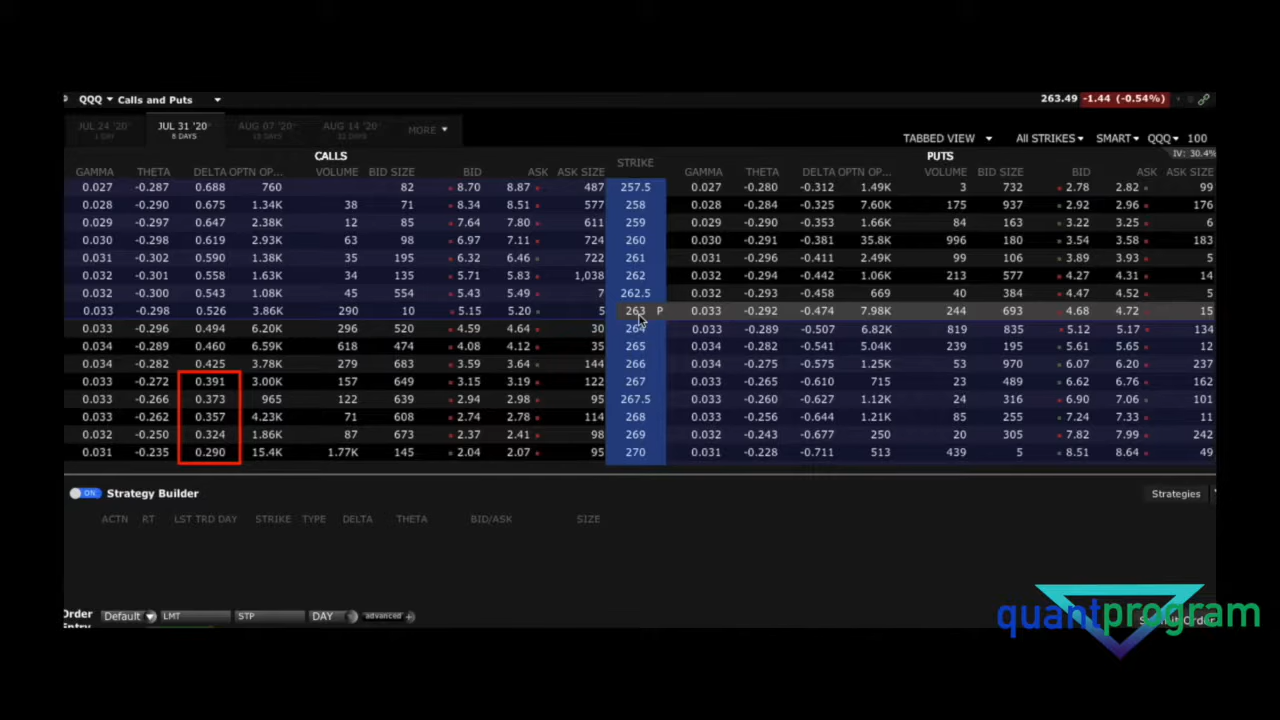 QQQ Calls and Puts 263.49 -1.44 (-0.54%)
JUL 24 '20 JUL 31 '20 AUG 07 '20 AUG 14 '20 MORE
1 DAY 8 DAYS 15 DAYS
TABBED VIEW All STRIKES SMART QQQ 100
CALLS PUTS IV: 30.4%
STRIKE
GAMMA THETA DELTA OPTN OP... VOLUME BID SIZE BID ASK ASK SIZE GAMMA THETA DELTA OPTN OP... VOLUME BID SIZE BID ASK ASK SIZE
0.027 -0.287 0.688 760 82 8.70 8.87 487 257.5 0.027 -0.280 -0.312 1.49K 3 732 2.78 2.82 99
0.028 -0.290 0.675 1.34K 38 71 8.34 8.51 577 258 0.028 -0.284 -0.325 7.60K 175 937 2.92 2.96 176
0.029 -0.297 0.647 2.38K 12 85 7.64 7.80 611 259 0.029 -0.290 -0.353 1.66K 84 163 3.22 3.25 6
0.030 -0.298 0.619 2.93K 63 98 6.97 7.11 724 260 0.030 -0.291 -0.381 35.8K 996 180 3.54 3.58 183
0.031 -0.302 0.590 1.38K 35 195 6.32 6.46 722 261 0.031 -0.296 -0.411 2.49K 99 106 3.89 3.93 5
0.032 -0.301 0.558 1.63K 34 135 5.71 5.83 1,038 262 0.032 -0.294 -0.442 1.06K 213 577 4.27 4.31 14
0.032 -0.300 0.543 1.08K 45 554 5.43 5.49 7 262.5 0.032 -0.293 -0.458 669 40 384 4.47 4.52 5
0.033 -0.298 0.526 3.86K 290 10 5.15 5.20 5 263 P 0.033 -0.292 -0.474 7.98K 244 693 4.68 4.72 15
0.033 -0.296 0.494 6.20K 296 520 4.59 4.64 30 264 0.033 -0.289 -0.507 6.82K 819 835 5.12 5.17 134
0.034 -0.289 0.460 6.59K 618 474 4.08 4.12 35 265 0.034 -0.282 -0.541 5.04K 239 195 5.61 5.65 12
0.034 -0.282 0.425 3.78K 279 683 3.59 3.64 144 266 0.034 -0.275 -0.575 1.25K 53 970 6.07 6.20 237
0.033 -0.272 0.391 3.00K 157 649 3.15 3.19 122 267 0.033 -0.265 -0.610 715 23 489 6.62 6.76 162
0.033 -0.266 0.373 965 122 639 2.94 2.98 95 267.5 0.033 -0.260 -0.627 1.12K 24 316 6.90 7.06 101
0.033 -0.262 0.357 4.23K 71 608 2.74 2.78 114 268 0.033 -0.256 -0.644 1.21K 85 255 7.24 7.33 11
0.032 -0.250 0.324 1.86K 87 673 2.37 2.41 98 269 0.032 -0.243 -0.677 250 20 305 7.82 7.99 242
0.031 -0.235 0.290 15.4K 1.77K 145 2.04 2.07 95 270 0.031 -0.228 -0.711 513 439 5 8.51 8.64 49
ON Strategy Builder Strategies
ACTN RT LST TRD DAY STRIKE TYPE DELTA THETA BID/ASK SIZE
Order Default LMT STP DAY advanced
Entry
quantprogram